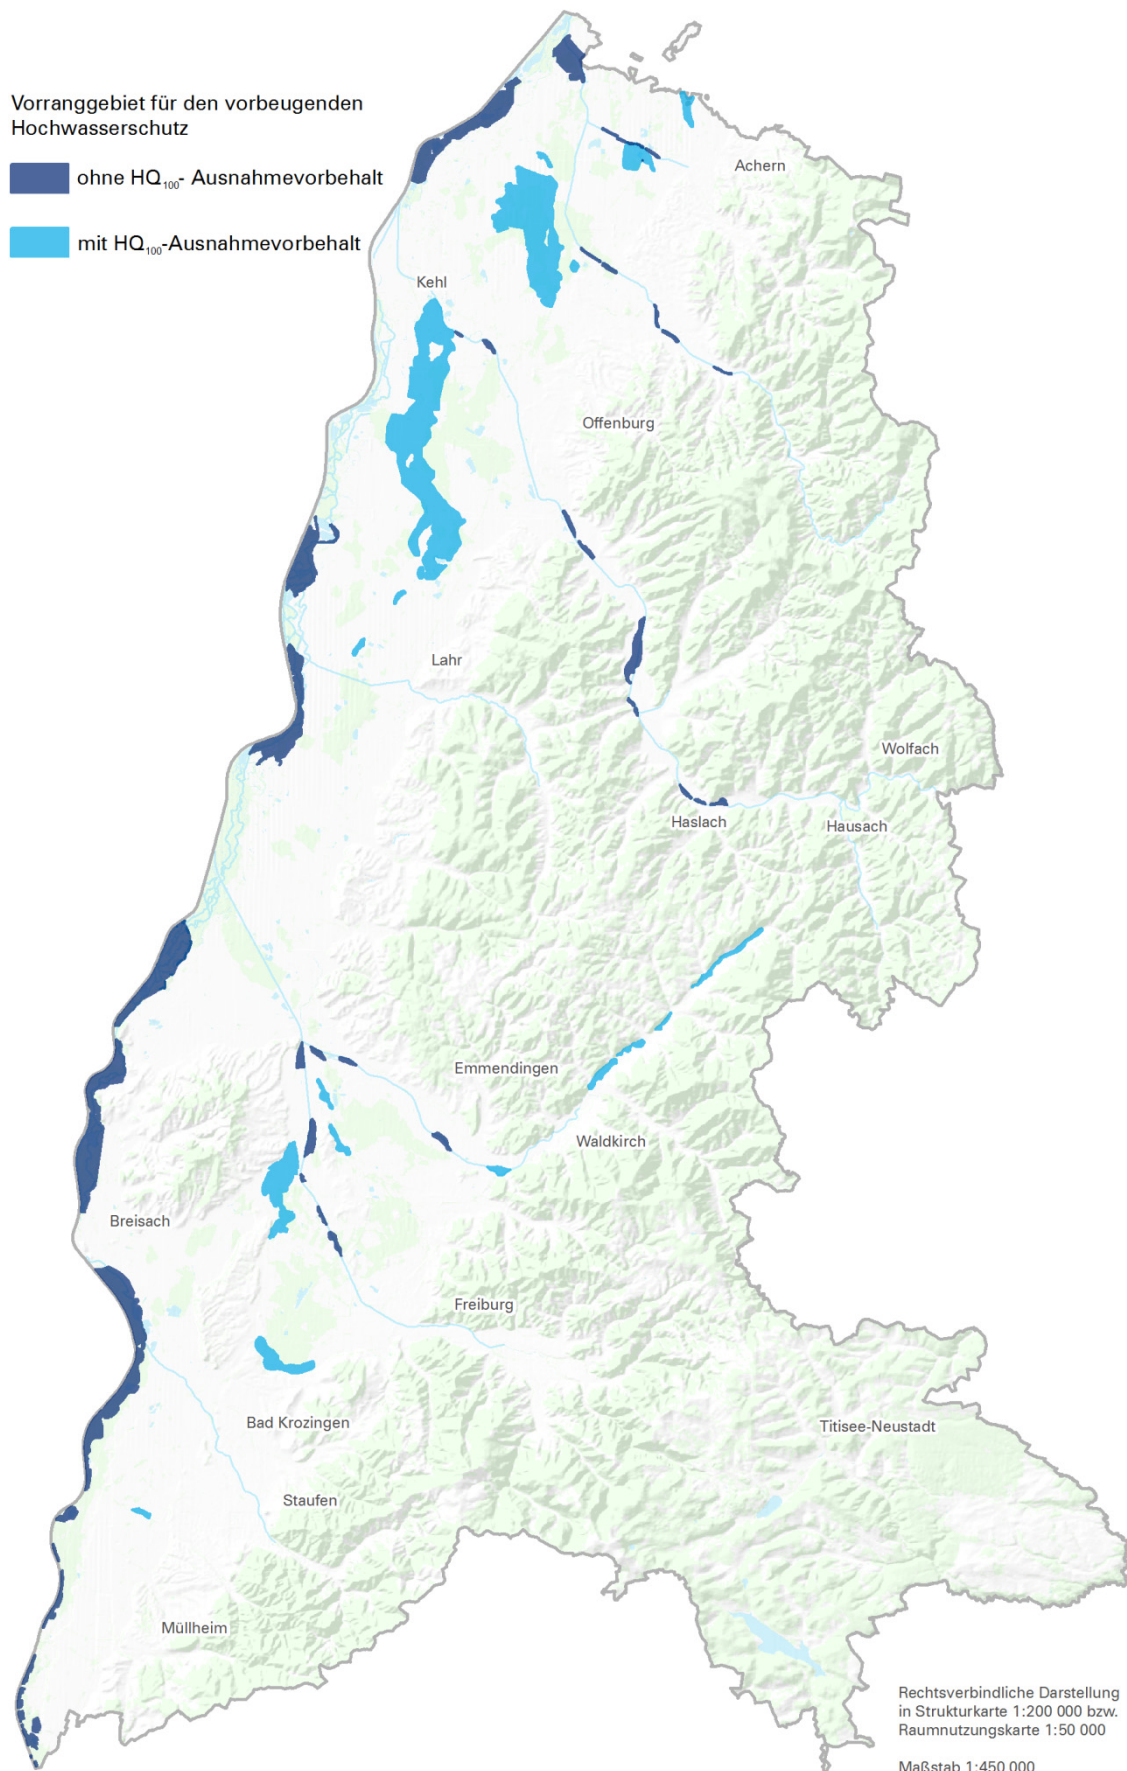 Vorranggebiet für den vorbeugenden
Hochwasserschutz
ohne HQ₁₀₀- Ausnahmevorbehalt
mit HQ₁₀₀-Ausnahmevorbehalt
Achern
Kehl
Offenburg
Lahr
Wolfach
Haslach
Hausach
Emmendingen
Waldkirch
Breisach
Freiburg
Bad Krozingen
Titisee-Neustadt
Staufen
Müllheim
Rechtsverbindliche Darstellung
in Strukturkarte 1:200 000 bzw.
Raumnutzungskarte 1:50 000
Maßstab 1:450 000